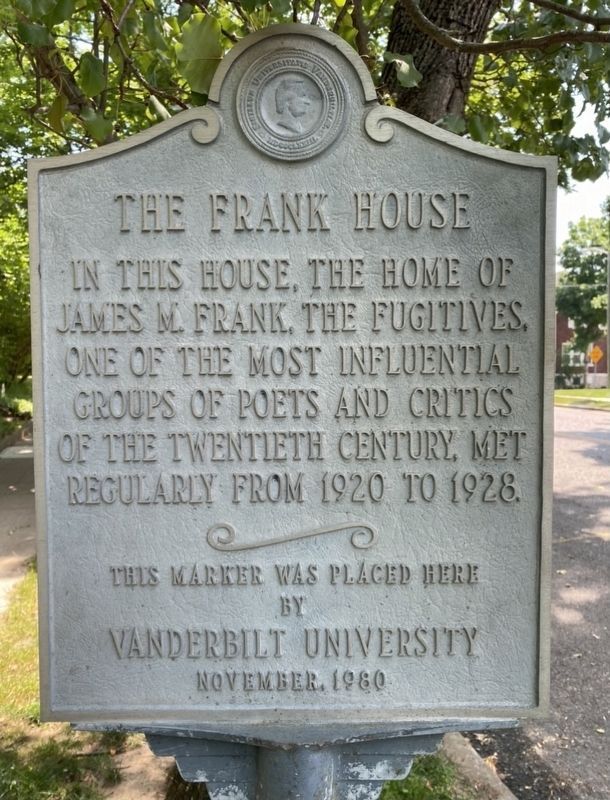 THE FRANK HOUSE
IN THIS HOUSE, THE HOME OF
JAMES M. FRANK, THE FUGITIVES,
ONE OF THE MOST INFLUENTIAL
GROUPS OF POETS AND CRITICS
OF THE TWENTIETH CENTURY, MET
REGULARLY FROM 1920 TO 1928.
THIS MARKER WAS PLACED HERE
BY
VANDERBILT UNIVERSITY
NOVEMBER, 1980